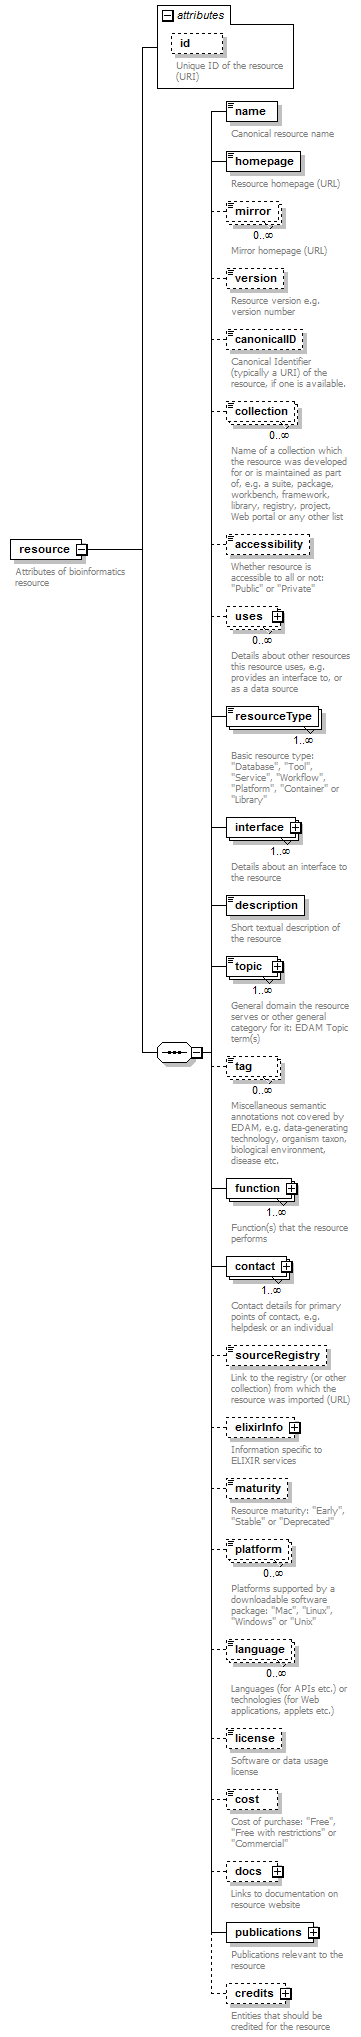 attributes
id
Unique ID of the resource
(URI)
name
Canonical resource name
homepage
Resource homepage (URL)
mirror
0..∞
Mirror homepage (URL)
version
Resource version e.g.
version number
canonicalID
Canonical Identifier
(typically a URI) of the
resource, if one is available.
collection
0..∞
Name of a collection which
the resource was developed
for or is maintained as part
of, e.g. a suite, package,
workbench, framework,
library, registry, project,
Web portal or any other list
resource
Attributes of bioinformatics
resource
accessibility
Whether resource is
accessible to all or not:
"Public" or "Private"
uses
0..∞
Details about other resources
this resource uses, e.g.
provides an interface to, or
as a data source
resourceType
1..∞
Basic resource type:
"Database", "Tool",
"Service", "Workflow",
"Platform", "Container" or
"Library"
interface
1..∞
Details about an interface to
the resource
description
Short textual description of
the resource
topic
1..∞
General domain the resource
serves or other general
category for it: EDAM Topic
term(s)
tag
0..∞
Miscellaneous semantic
annotations not covered by
EDAM, e.g. data-generating
technology, organism taxon,
biological environment,
disease etc.
function
1..∞
Function(s) that the resource
performs
contact
1..∞
Contact details for primary
points of contact, e.g.
helpdesk or an individual
sourceRegistry
Link to the registry (or other
collection) from which the
resource was imported (URL)
elixirInfo
Information specific to
ELIXIR services
maturity
Resource maturity: "Early",
"Stable" or "Deprecated"
platform
0..∞
Platforms supported by a
downloadable software
package: "Mac", "Linux",
"Windows" or "Unix"
language
0..∞
Languages (for APIs etc.) or
technologies (for Web
applications, applets etc.)
license
Software or data usage
license
cost
Cost of purchase: "Free",
"Free with restrictions" or
"Commercial"
docs
Links to documentation on
resource website
publications
Publications relevant to the
resource
credits
Entities that should be
credited for the resource